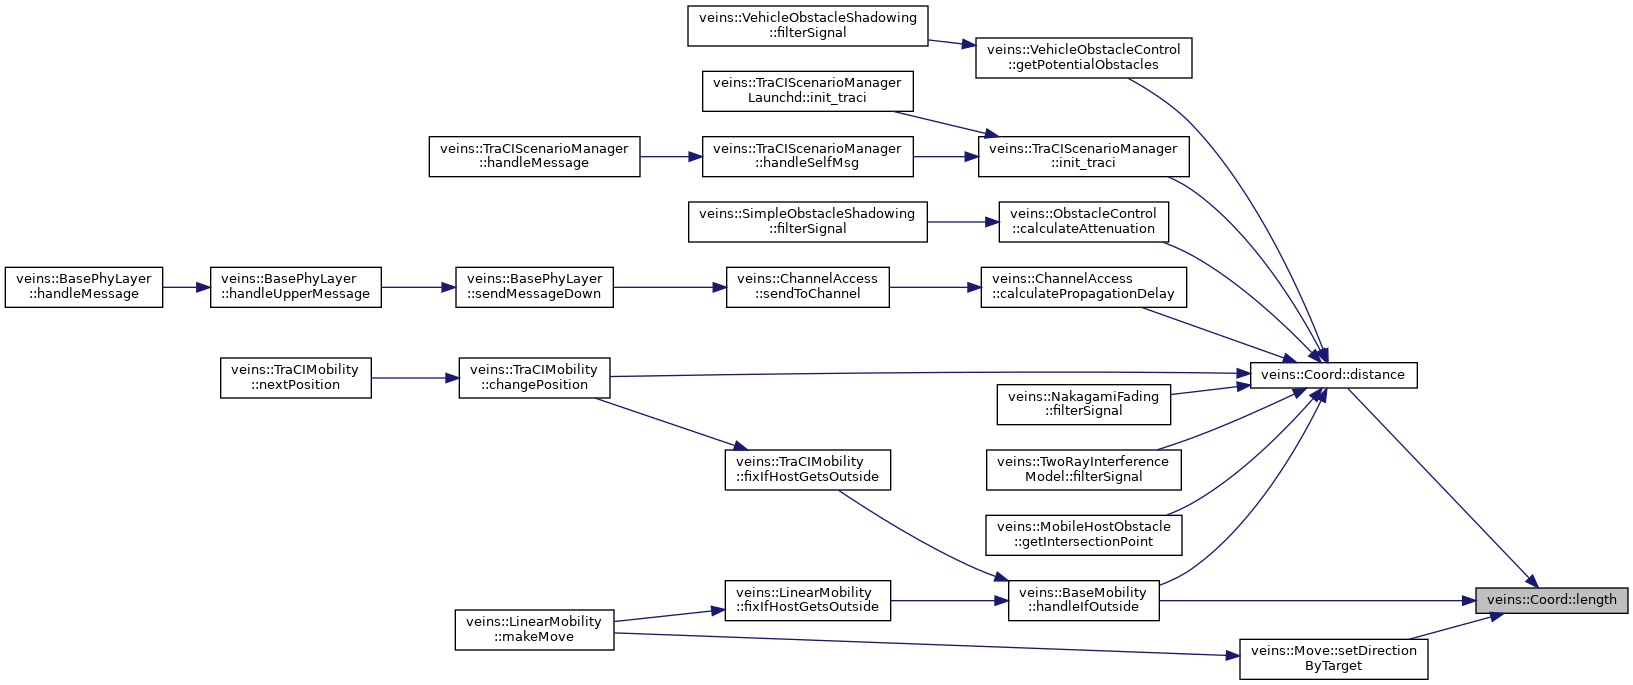 veins::VehicleObstacleShadowing
::filterSignal
veins::VehicleObstacleControl
::getPotentialObstacles
veins::TraCIScenarioManager
Launchd::init_traci
veins::TraCIScenarioManager
::handleMessage
veins::TraCIScenarioManager
::handleSelfMsg
veins::TraCIScenarioManager
::init_traci
veins::SimpleObstacleShadowing
::filterSignal
veins::ObstacleControl
::calculateAttenuation
veins::BasePhyLayer
::handleMessage
veins::BasePhyLayer
::handleUpperMessage
veins::BasePhyLayer
::sendMessageDown
veins::ChannelAccess
::sendToChannel
veins::ChannelAccess
::calculatePropagationDelay
veins::TraCIMobility
::nextPosition
veins::TraCIMobility
::changePosition
veins::Coord::distance
veins::NakagamiFading
::filterSignal
veins::TraCIMobility
::fixIfHostGetsOutside
veins::TwoRayInterference
Model::filterSignal
veins::MobileHostObstacle
::getIntersectionPoint
veins::LinearMobility
::fixIfHostGetsOutside
veins::BaseMobility
::handleIfOutside
veins::Coord::length
veins::LinearMobility
::makeMove
veins::Move::setDirection
ByTarget